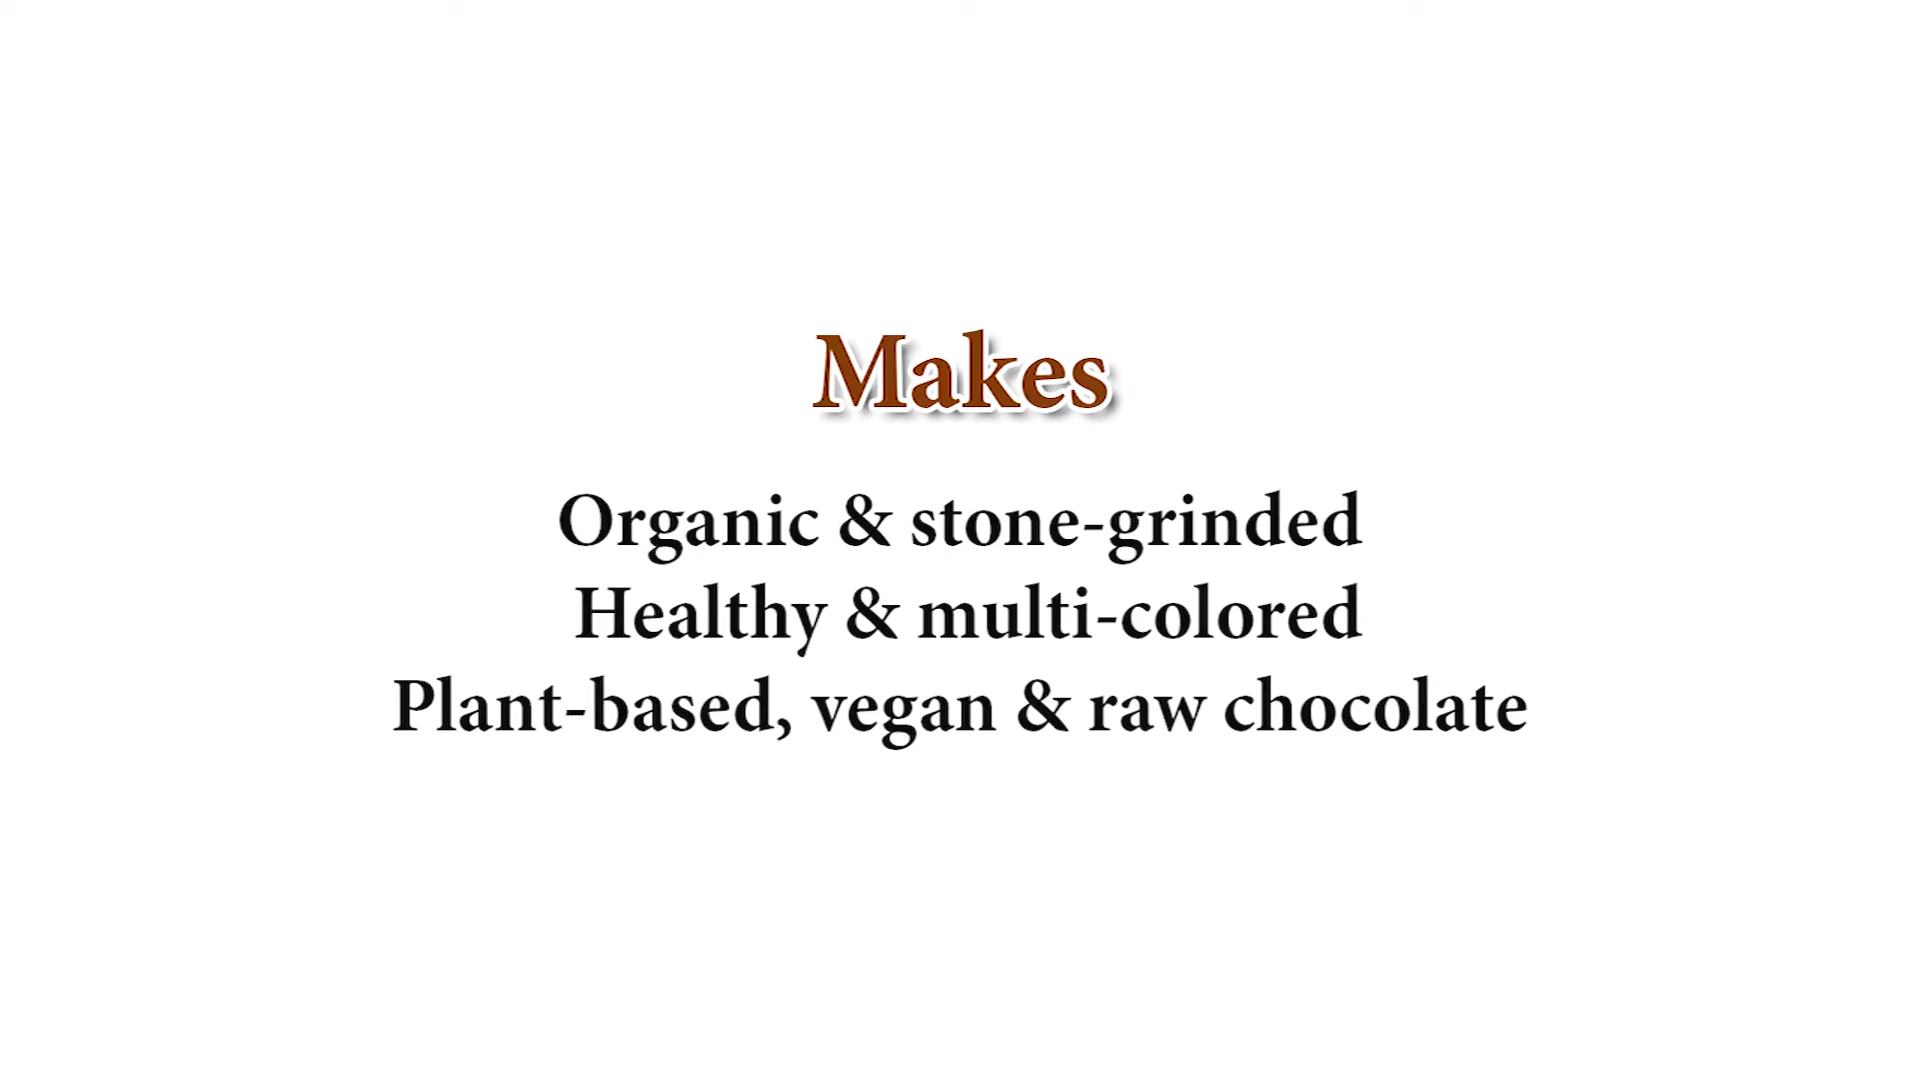 Makes
Organic & stone-grinded
Healthy & multi-colored
Plant-based, vegan & raw chocolate